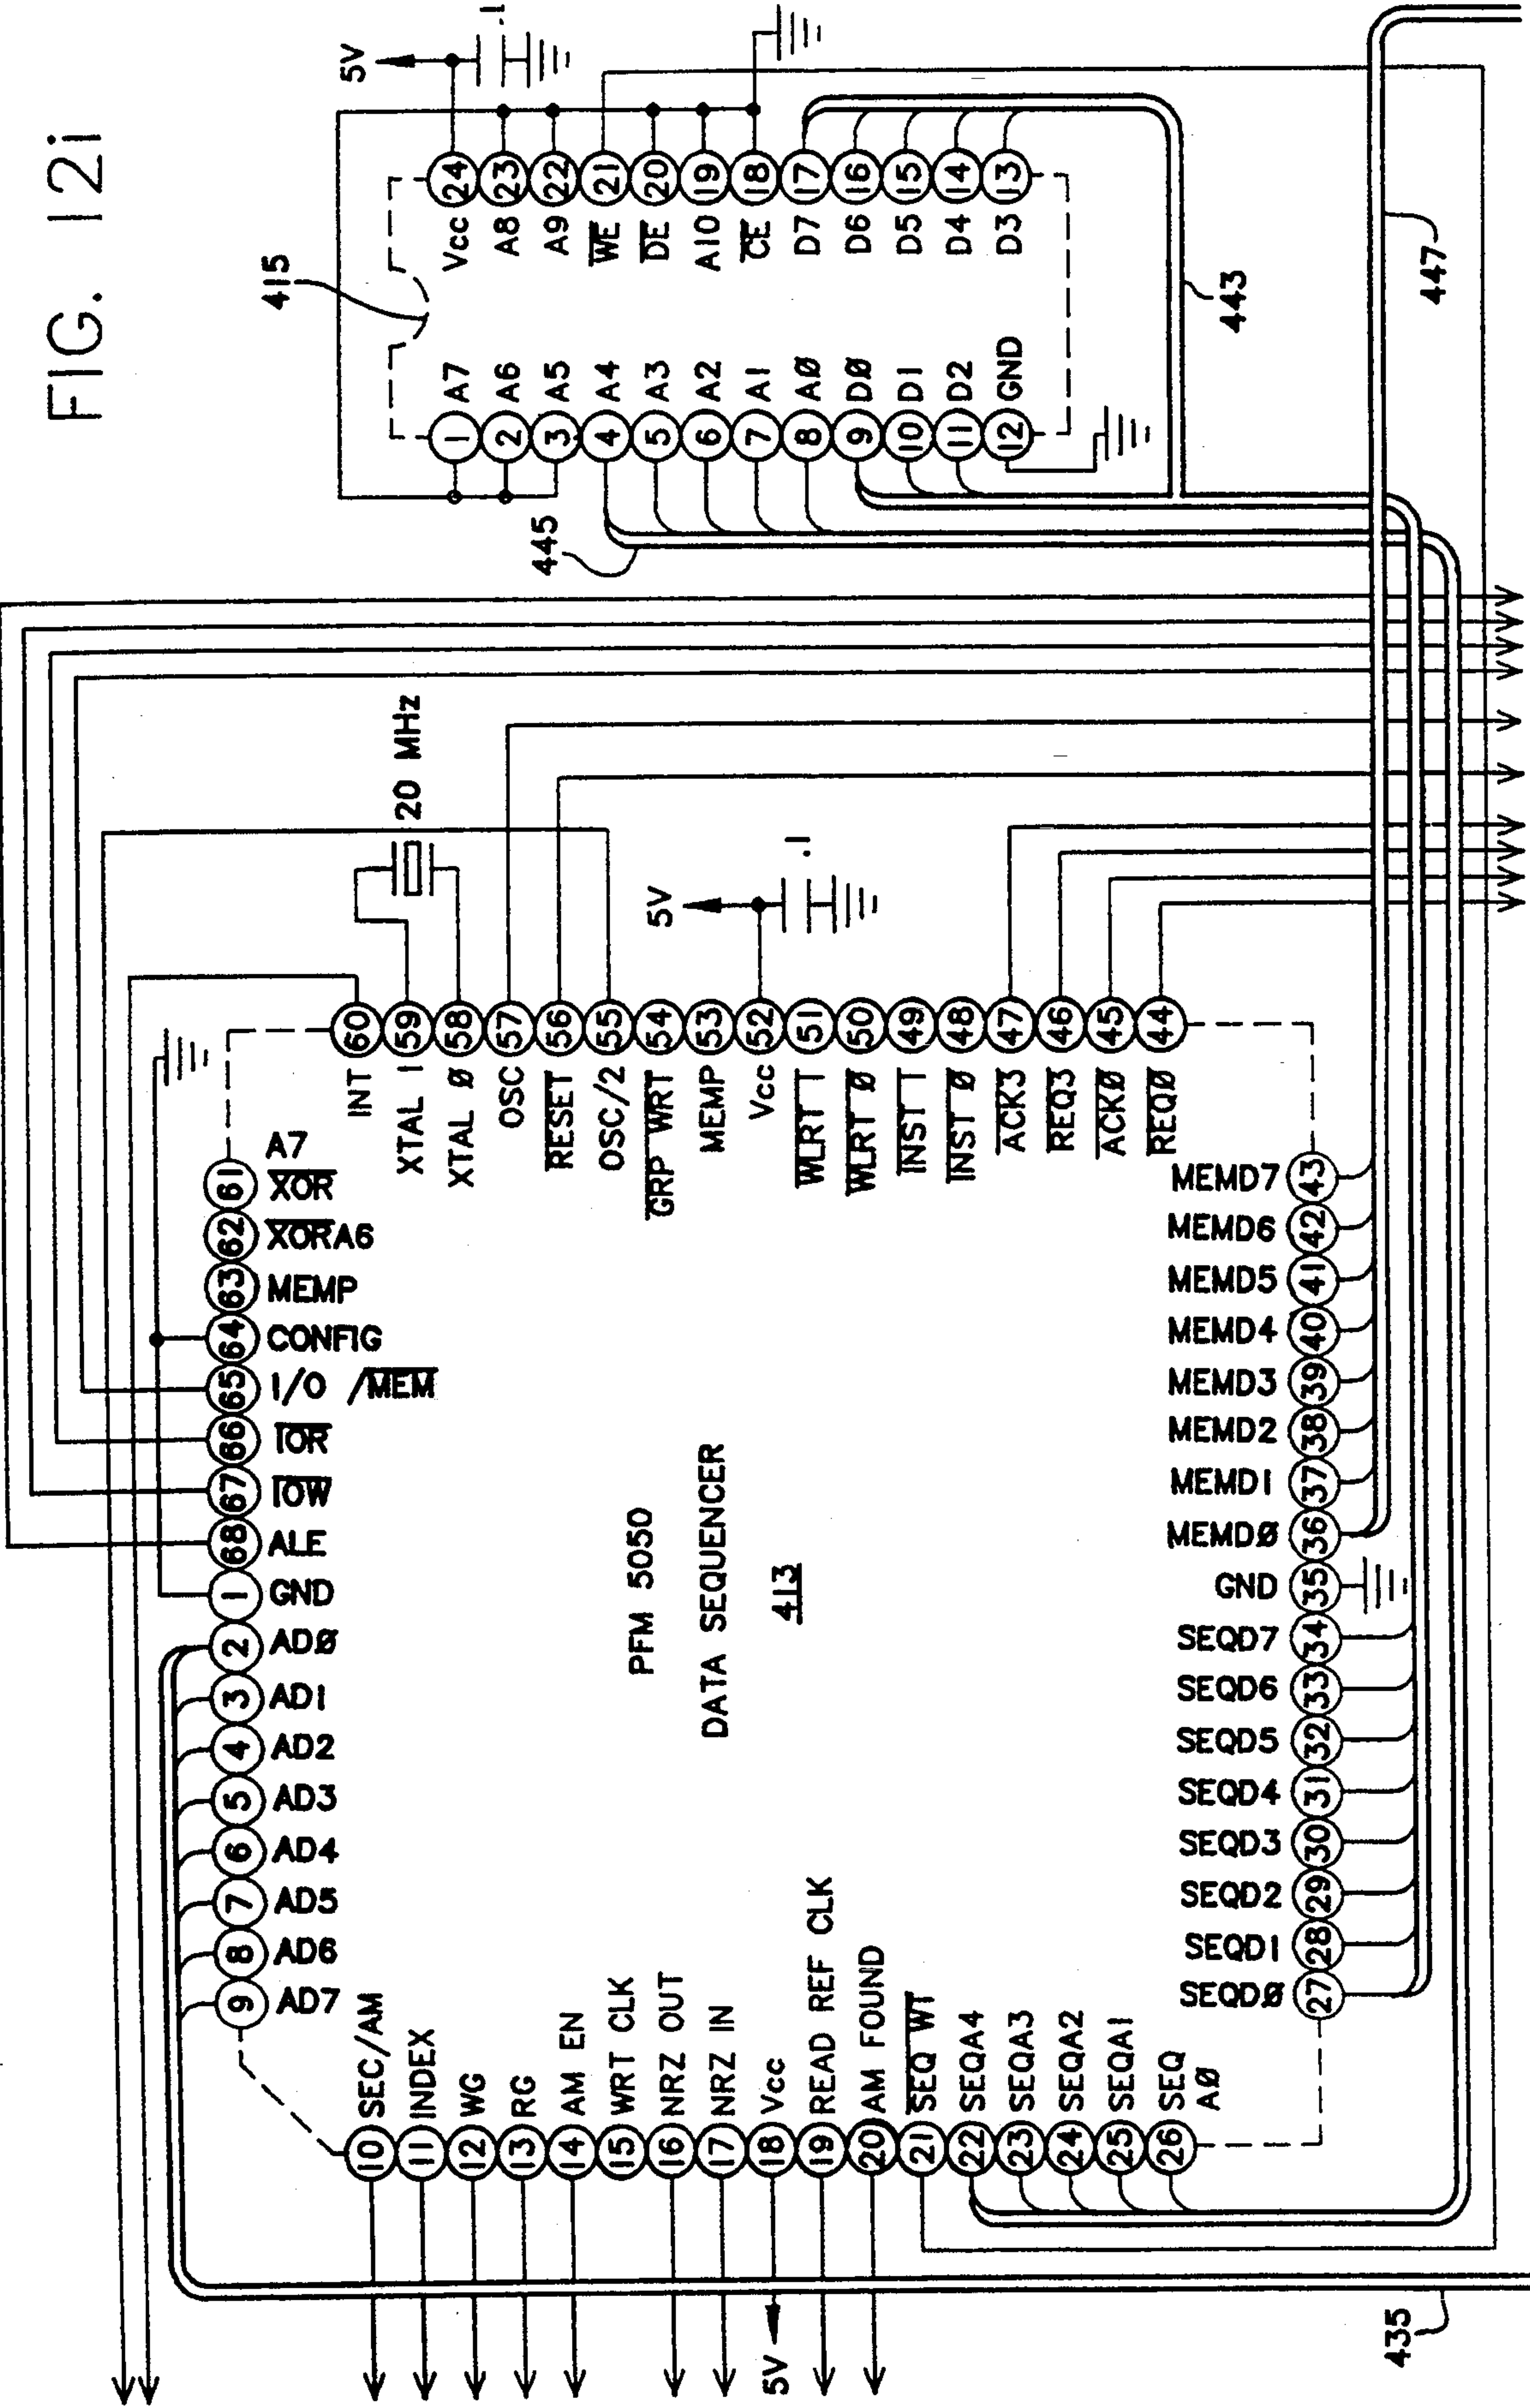 FIG. 12i
415
5V
.1
1 A7
2 A6
3 A5
4 A4
5 A3
6 A2
7 A1
8 AØ
9 DØ
10 D1
11 D2
12 GND
Vcc 24
A8 23
A9 22
WE 21
DE 20
A10 19
CE 18
D7 17
D6 16
D5 15
D4 14
D3 13
445
443
447
435
20 MHz
5V
.1
PFM 5050
DATA SEQUENCER
413
9 AD7
8 AD6
7 AD5
6 AD4
5 AD3
4 AD2
3 AD1
2 ADØ
1 GND
68 ALE
67 IOW
66 IOR
65 I/O /MEM
64 CONFIG
63 MEMP
62 XORA6
61 XOR
A7
INT 60
XTAL 1 59
XTAL Ø 58
OSC 57
RESET 56
OSC/2 55
GRP WRT 54
MEMP 53
Vcc 52
WLRT 1 51
WLRT Ø 50
INST 1 49
INST Ø 48
ACK3 47
REQ3 46
ACKØ 45
REQØ 44
10 SEC/AM
11 INDEX
12 WG
13 RG
14 AM EN
15 WRT CLK
16 NRZ OUT
17 NRZ IN
5V
18 Vcc
19 READ REF CLK
20 AM FOUND
21 SEQ WT
22 SEQA4
23 SEQA3
24 SEQA2
25 SEQA1
26 SEQ
AØ
SEQDØ 27
SEQD1 28
SEQD2 29
SEQD3 30
SEQD4 31
SEQD5 32
SEQD6 33
SEQD7 34
GND 35
MEMDØ 36
MEMD1 37
MEMD2 38
MEMD3 39
MEMD4 40
MEMD5 41
MEMD6 42
MEMD7 43